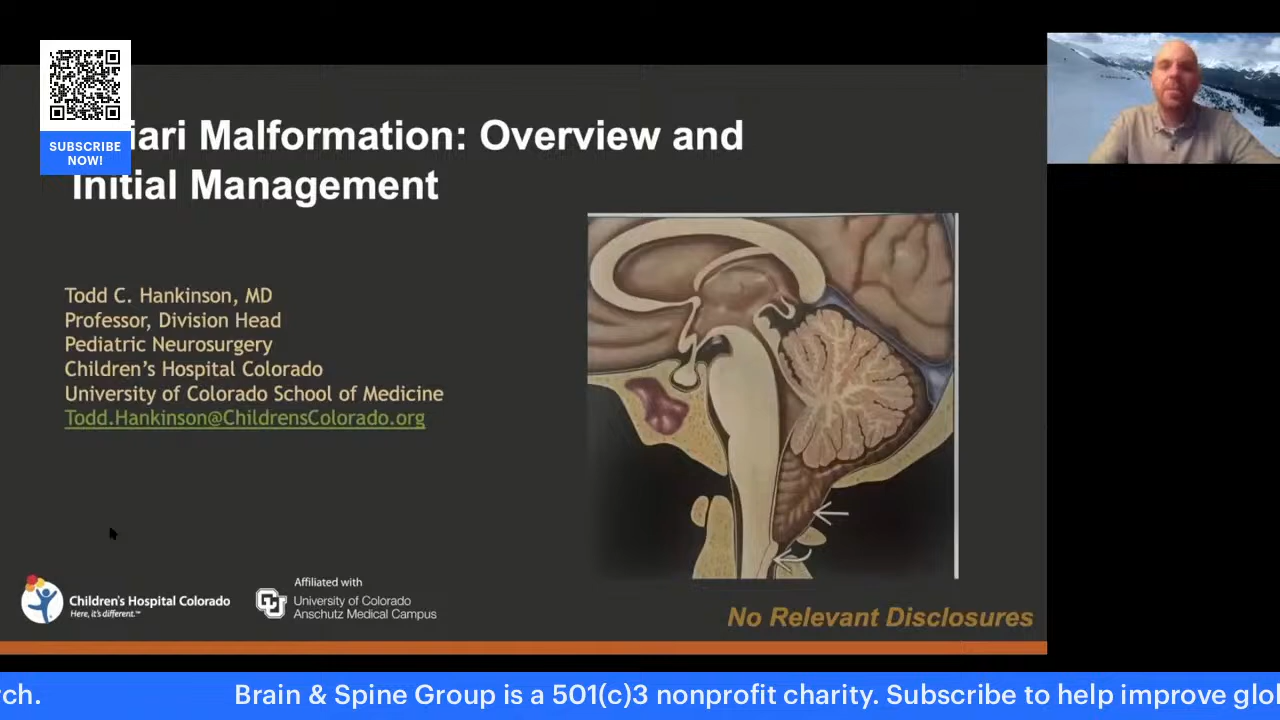 SUBSCRIBE
NOW!
iari Malformation: Overview and
Initial Management
Todd C. Hankinson, MD
Professor, Division Head
Pediatric Neurosurgery
Children's Hospital Colorado
University of Colorado School of Medicine
Todd.Hankinson@ChildrensColorado.org
Children's Hospital Colorado
Here, it's different.™
Affiliated with
CU
University of Colorado
Anschutz Medical Campus
No Relevant Disclosures
rch. Brain & Spine Group is a 501(c)3 nonprofit charity. Subscribe to help improve glo